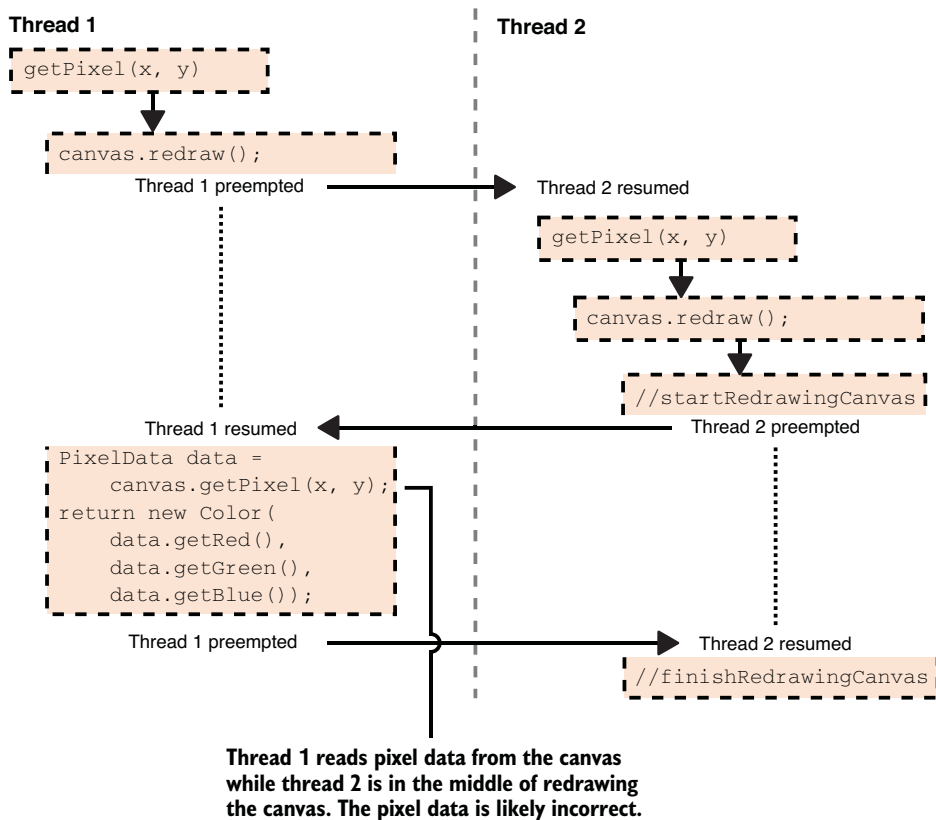 Thread 1
Thread 2
getPixel(x, y)
canvas.redraw();
Thread 1 preempted
Thread 2 resumed
getPixel(x, y)
canvas.redraw();
//startRedrawingCanvas
Thread 1 resumed
Thread 2 preempted
PixelData data =
canvas.getPixel(x, y);
return new Color(
data.getRed(),
data.getGreen(),
data.getBlue());
Thread 1 preempted
Thread 2 resumed
//finishRedrawingCanvas
Thread 1 reads pixel data from the canvas
while thread 2 is in the middle of redrawing
the canvas. The pixel data is likely incorrect.